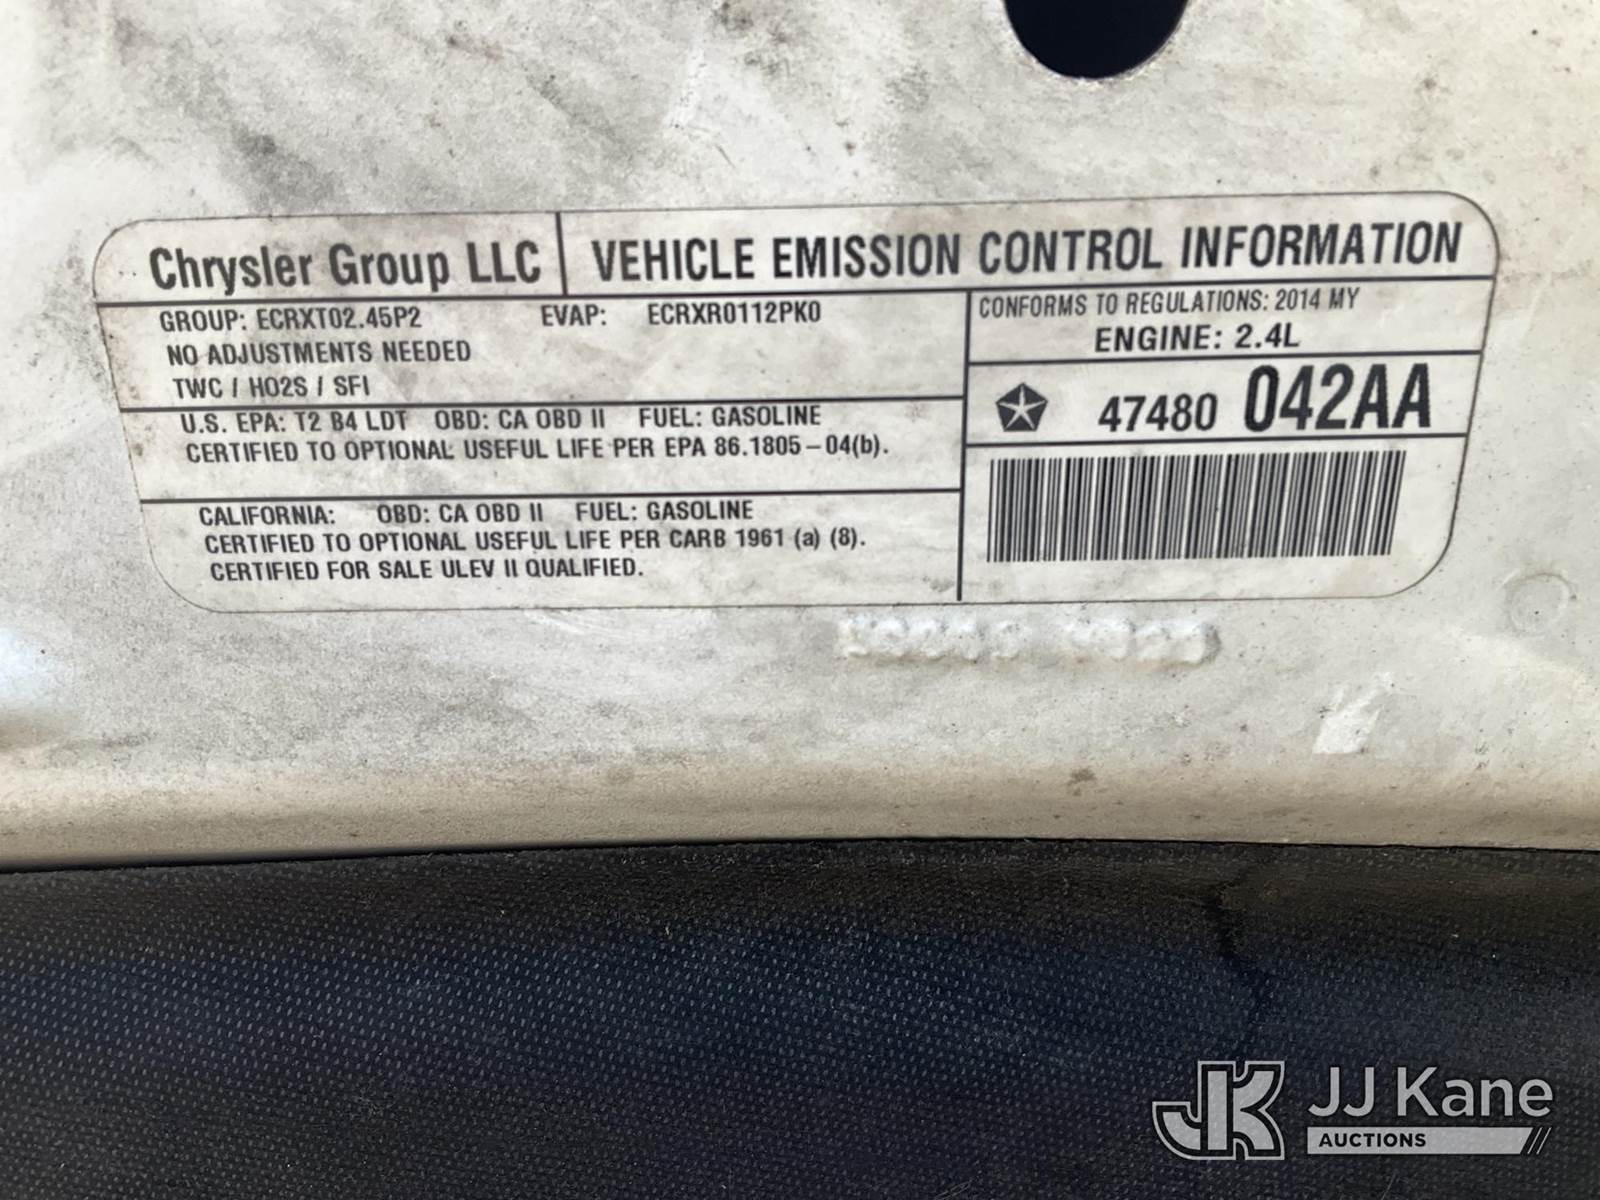 Chrysler Group LLC VEHICLE EMISSION CONTROL INFORMATION
GROUP: ECRXT02.45P2 EVAP: ECRXR0112PK0
NO ADJUSTMENTS NEEDED
TWC / HO2S / SFI
U.S. EPA: T2 B4 LDT OBD: CA OBD II FUEL: GASOLINE
CERTIFIED TO OPTIONAL USEFUL LIFE PER EPA 86.1805-04(b).
CALIFORNIA: OBD: CA OBD II FUEL: GASOLINE
CERTIFIED TO OPTIONAL USEFUL LIFE PER CARB 1961 (a) (8).
CERTIFIED FOR SALE ULEV II QUALIFIED.
CONFORMS TO REGULATIONS: 2014 MY
ENGINE: 2.4L
47480 042AA
JK JJ Kane
AUCTIONS